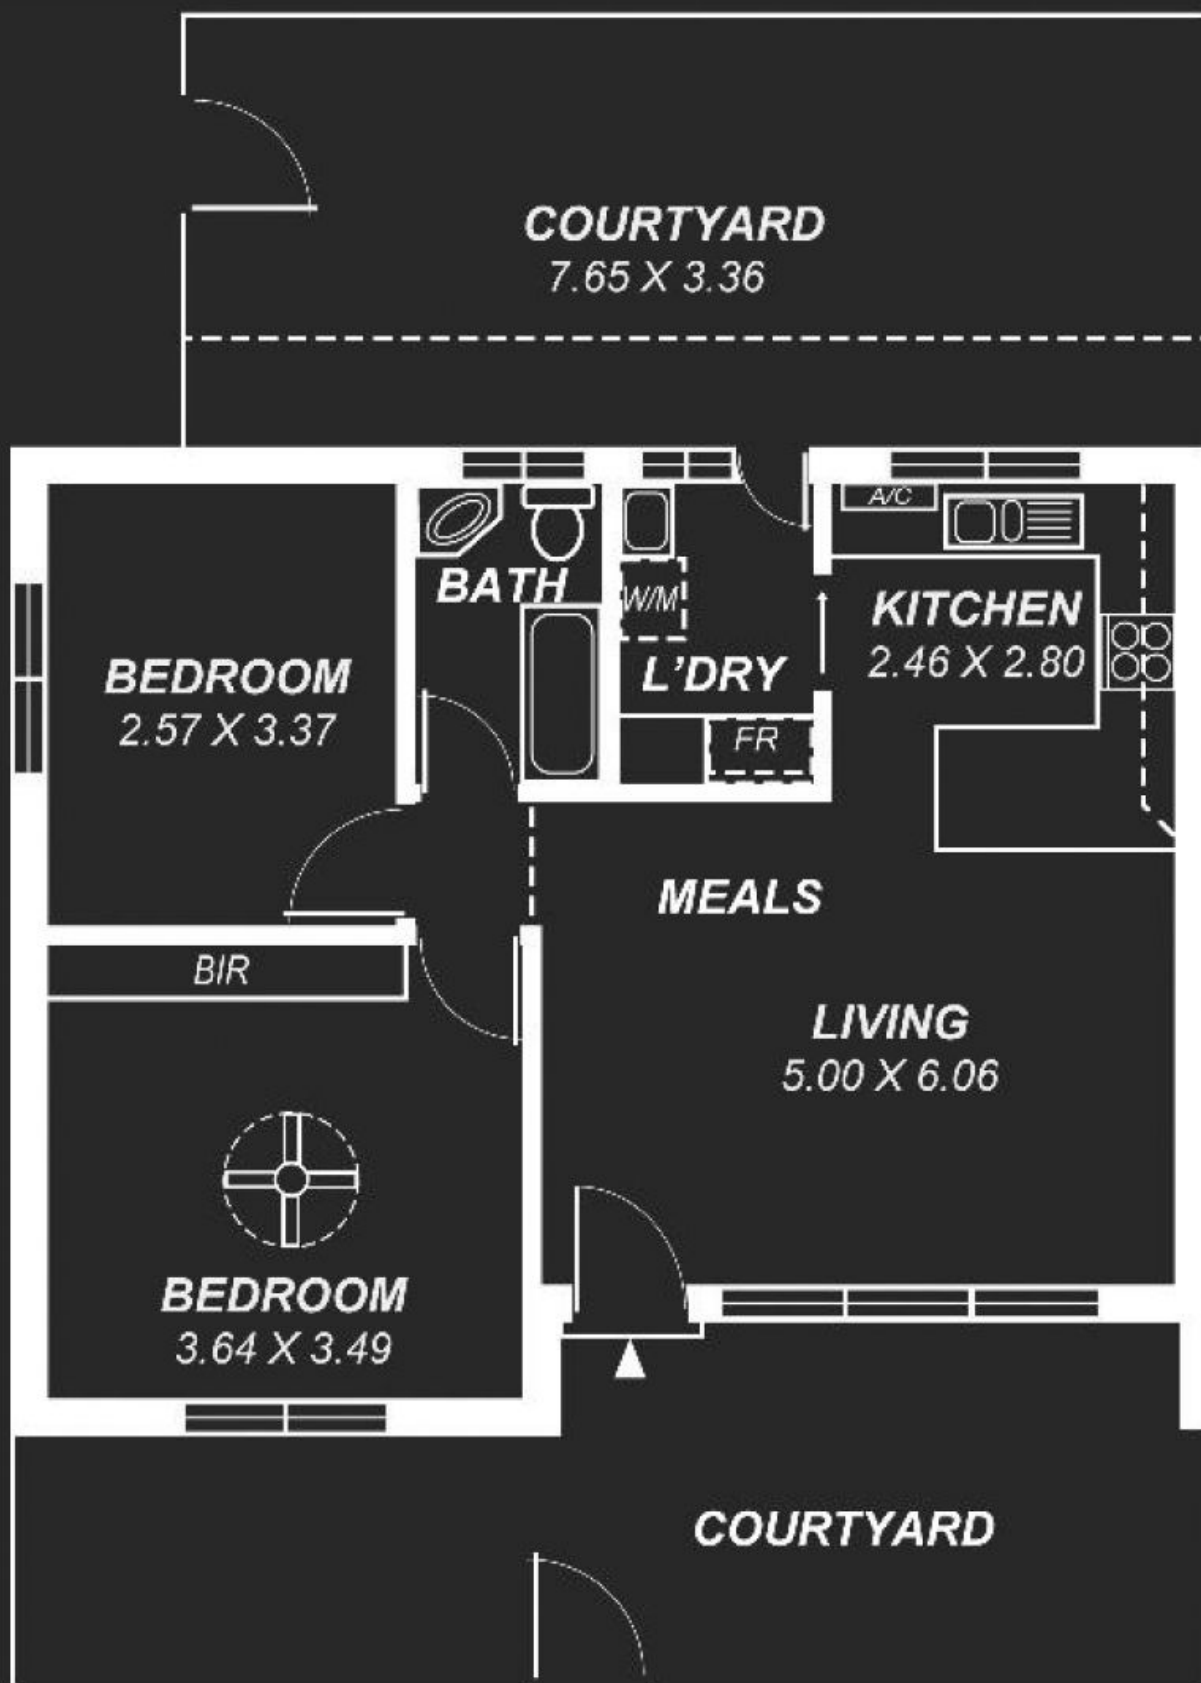 COURTYARD
7.65 X 3.36
A/C
BATH
W/M
KITCHEN
2.46 X 2.80
BEDROOM
2.57 X 3.37
L'DRY
FR
MEALS
BIR
LIVING
5.00 X 6.06
BEDROOM
3.64 X 3.49
COURTYARD